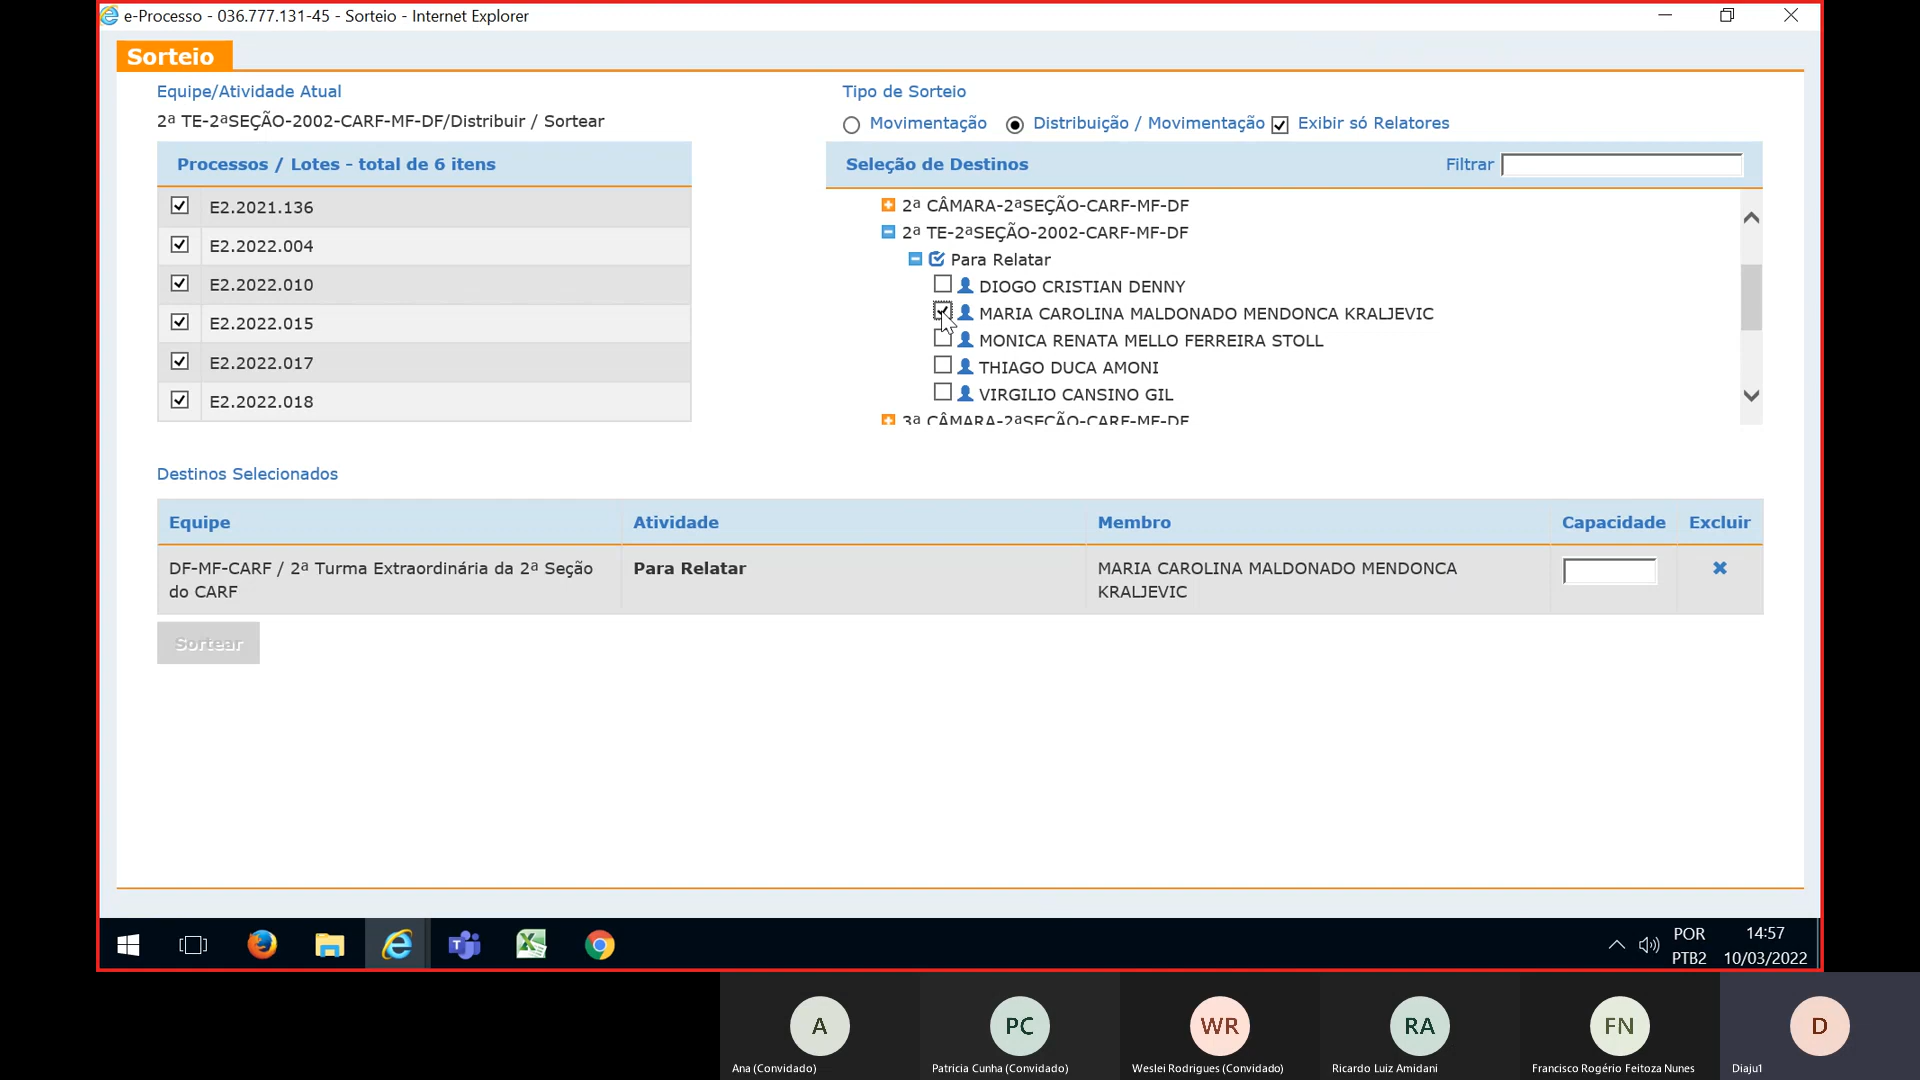 e-Processo - 036.777.131-45 - Sorteio - Internet Explorer
Sorteio
Equipe/Atividade Atual
2ª TE-2ªSEÇÃO-2002-CARF-MF-DF/Distribuir / Sortear
Tipo de Sorteio
Movimentação Distribuição / Movimentação Exibir só Relatores
Processos / Lotes - total de 6 itens
E2.2021.136
E2.2022.004
E2.2022.010
E2.2022.015
E2.2022.017
E2.2022.018
Seleção de Destinos Filtrar
2ª CÂMARA-2ªSEÇÃO-CARF-MF-DF
2ª TE-2ªSEÇÃO-2002-CARF-MF-DF
Para Relatar
DIOGO CRISTIAN DENNY
MARIA CAROLINA MALDONADO MENDONCA KRALJEVIC
MONICA RENATA MELLO FERREIRA STOLL
THIAGO DUCA AMONI
VIRGILIO CANSINO GIL
3ª CÂMARA-2ªSEÇÃO-CARF-MF-DF
Destinos Selecionados
Equipe Atividade Membro Capacidade Excluir
DF-MF-CARF / 2ª Turma Extraordinária da 2ª Seção
do CARF
Para Relatar
MARIA CAROLINA MALDONADO MENDONCA
KRALJEVIC
Sortear
POR
PTB2
14:57
10/03/2022
A
PC
WR
RA
FN
D
Ana (Convidado)
Patricia Cunha (Convidado)
Weslei Rodrigues (Convidado)
Ricardo Luiz Amidani
Francisco Rogério Feitoza Nunes
Diaju1